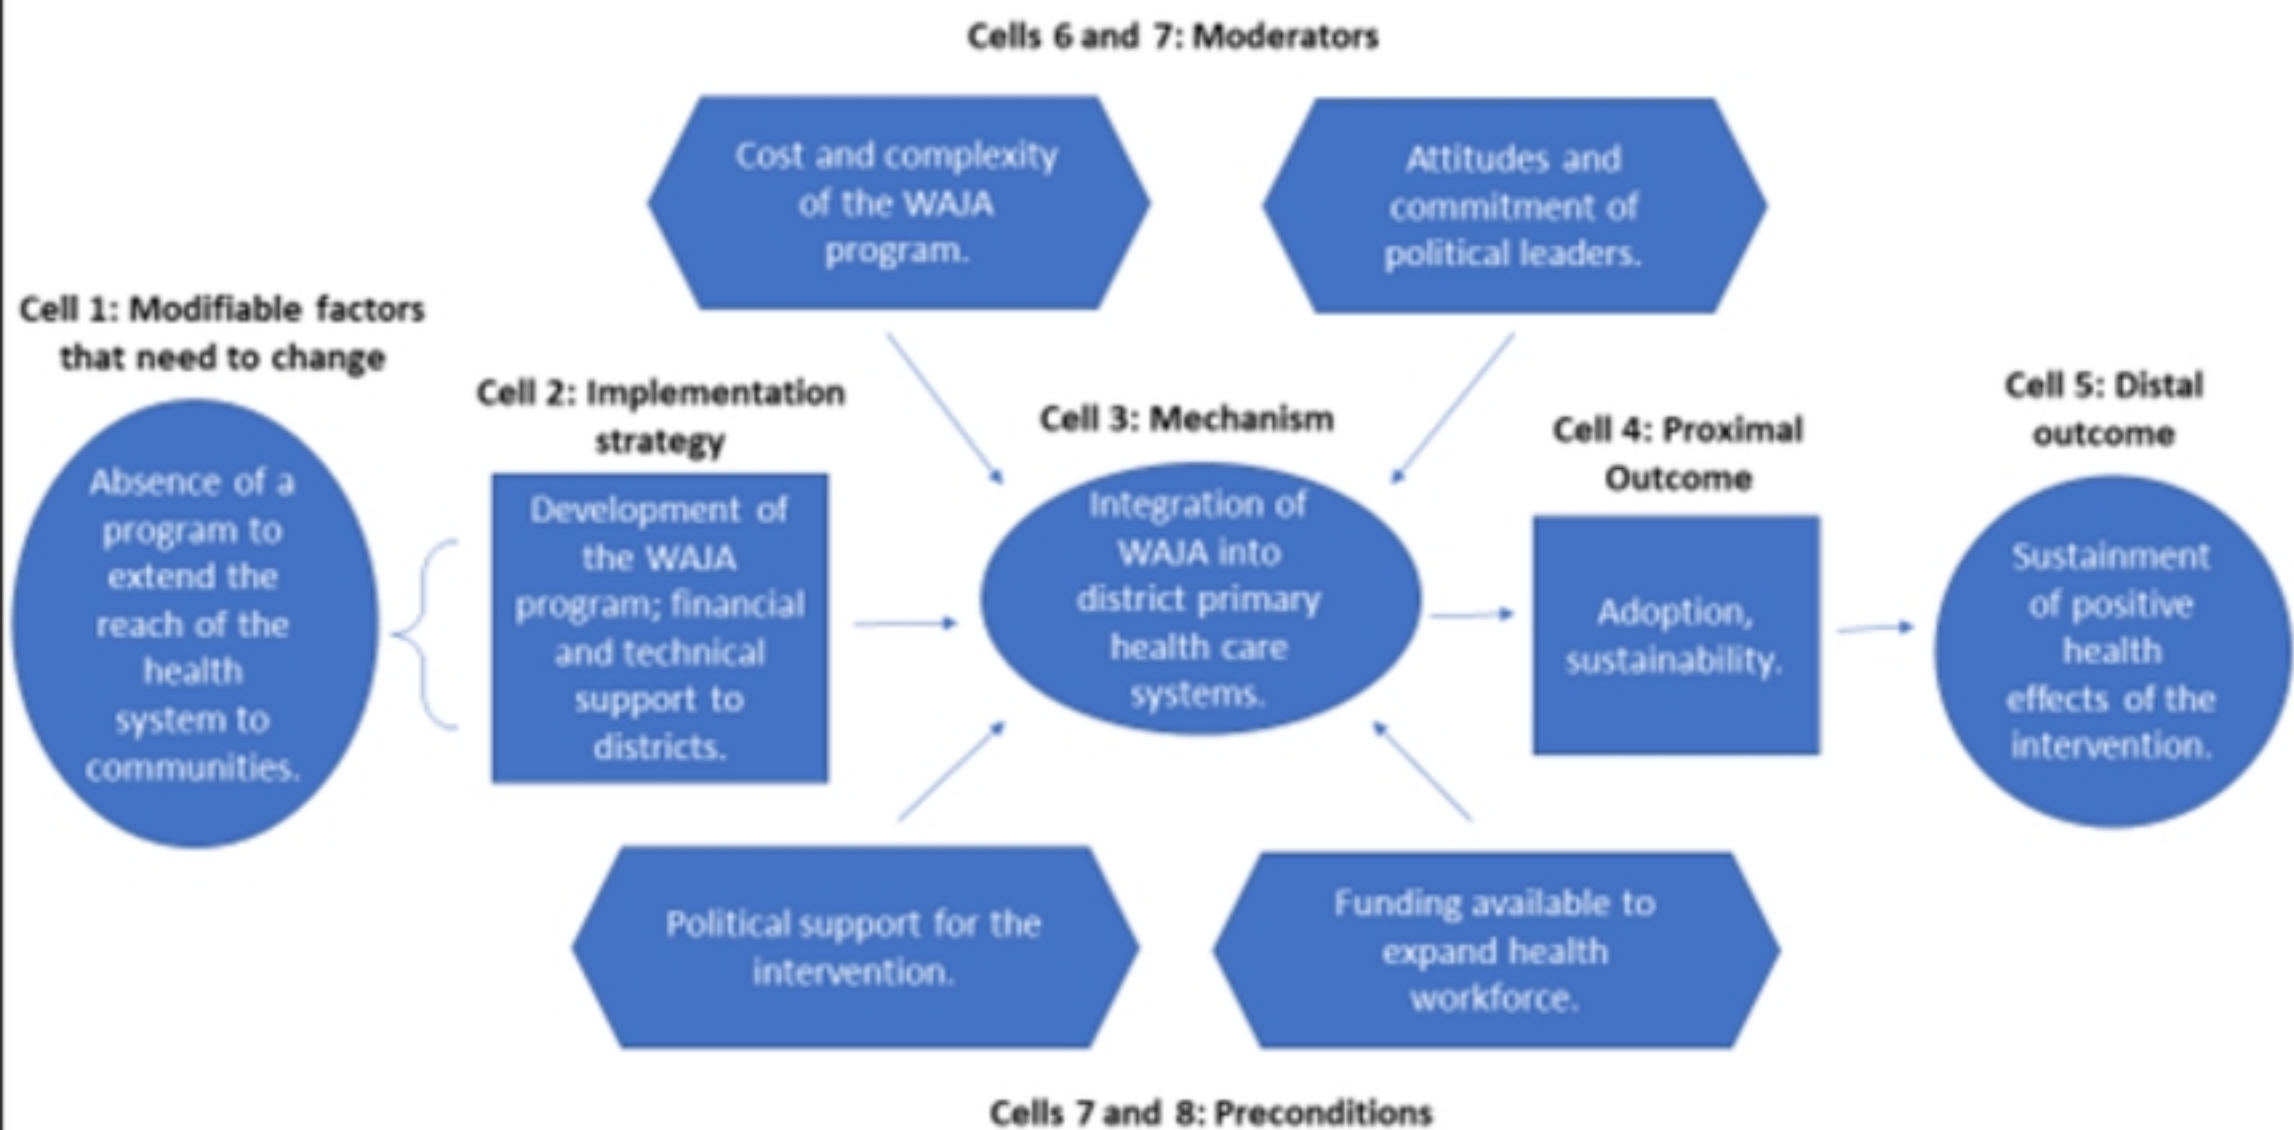 Cells 6 and 7: Moderators
Cost and complexity
of the WAJA
program.
Attitudes and
commitment of
political leaders.
Cell 1: Modifiable factors
that need to change
Absence of a
program to
extend the
reach of the
health
system to
communities.
Cell 2: Implementation
strategy
Development of
the WAJA
program; financial
and technical
support to
districts.
Cell 3: Mechanism
Integration of
WAJA into
district primary
health care
systems.
Cell 4: Proximal
Outcome
Adoption,
sustainability.
Cell 5: Distal
outcome
Sustainment
of positive
health
effects of the
intervention.
Political support for the
intervention.
Funding available to
expand health
workforce.
Cells 7 and 8: Preconditions